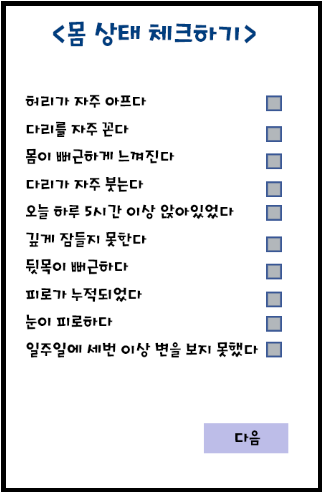 <몸 상태 체크하기>
허리가 자주 아프다
다리를 자주 꼰다
몸이 뻐근하게 느껴진다
다리가 자주 붓는다
오늘 하루 5시간 이상 앉아있었다
깊게 잠들지 못한다
뒷목이 뻐근하다
피로가 누적되었다
눈이 피로하다
일주일에 세번 이상 변을 보지 못했다
다음